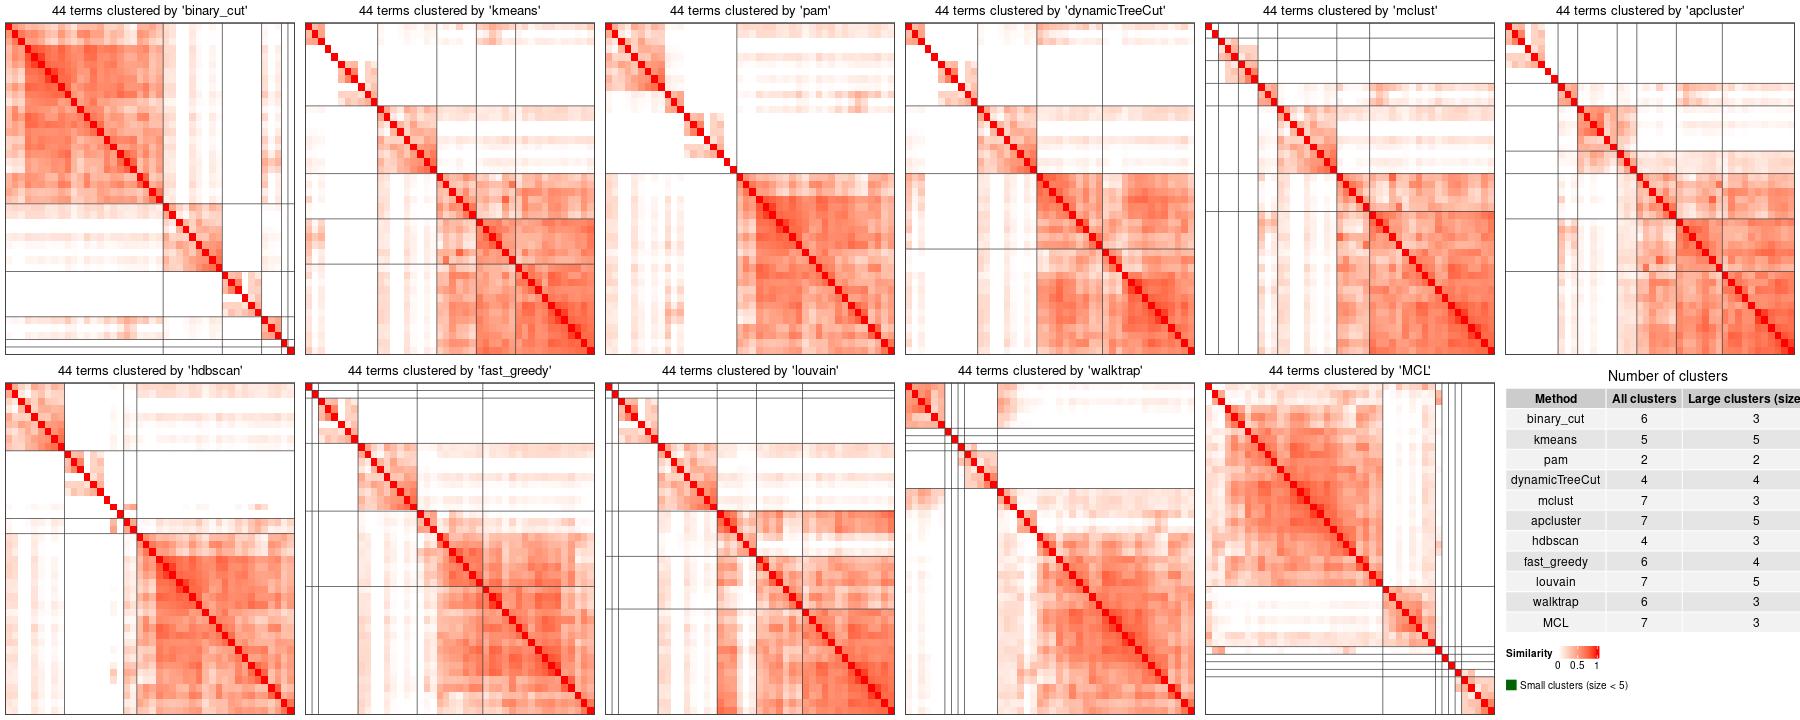 44 terms clustered by 'binary_cut'
44 terms clustered by 'kmeans'
44 terms clustered by 'pam'
44 terms clustered by 'dynamicTreeCut'
44 terms clustered by 'mclust'
44 terms clustered by 'apcluster'
44 terms clustered by 'hdbscan'
44 terms clustered by 'fast_greedy'
44 terms clustered by 'louvain'
44 terms clustered by 'walktrap'
44 terms clustered by 'MCL'
Number of clusters
Method All clusters Large clusters (size
binary_cut 6 3
kmeans 5 5
pam 2 2
dynamicTreeCut 4 4
mclust 7 3
apcluster 7 5
hdbscan 4 3
fast_greedy 6 4
louvain 7 5
walktrap 6 3
MCL 7 3
Similarity
0 0.5 1
Small clusters (size < 5)